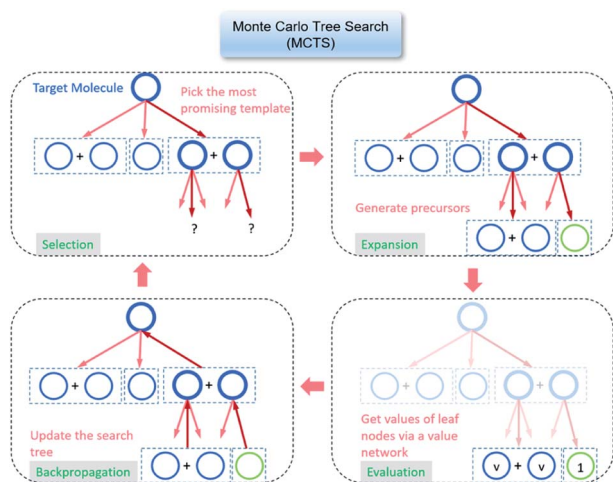 Monte Carlo Tree Search
(MCTS)
Target Molecule
Pick the most
promising template
+
+
?
?
Selection
+
+
Generate precursors
+
Expansion
+
+
Update the search
tree
+
Backpropagation
+
+
Get values of leaf
nodes via a value
network
v + v 1
Evaluation